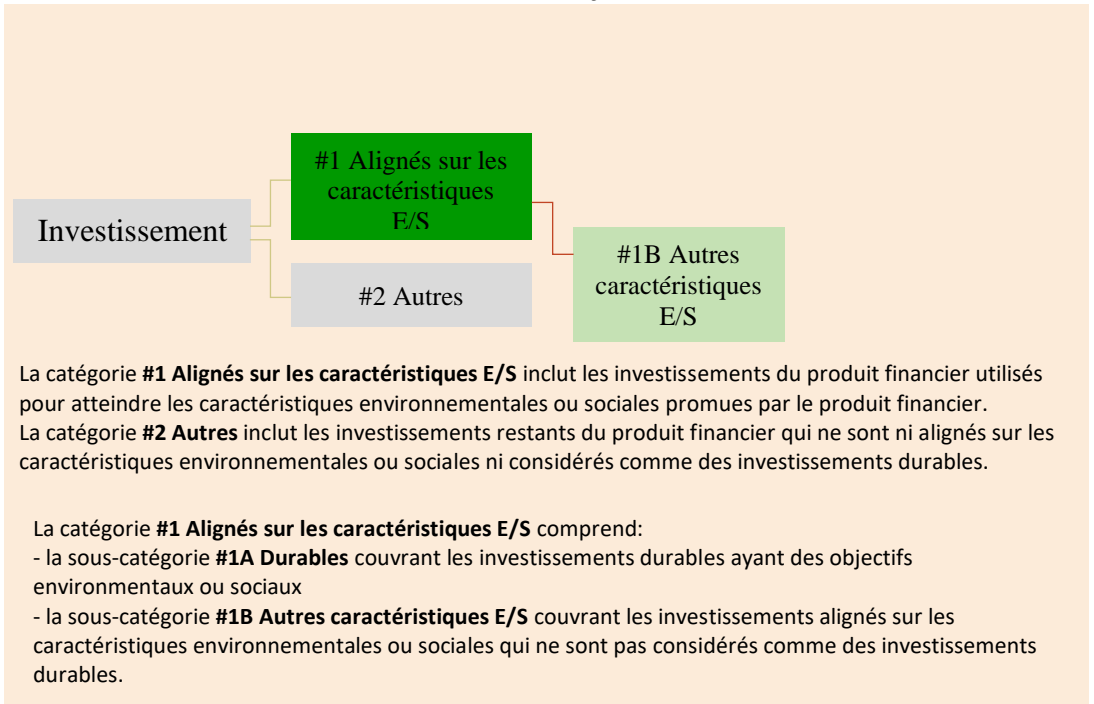 #1 Alignés sur les
caractéristiques
E/S
Investissement
#1B Autres
caractéristiques
E/S
#2 Autres
La catégorie #1 Alignés sur les caractéristiques E/S inclut les investissements du produit financier utilisés
pour atteindre les caractéristiques environnementales ou sociales promues par le produit financier.
La catégorie #2 Autres inclut les investissements restants du produit financier qui ne sont ni alignés sur les
caractéristiques environnementales ou sociales ni considérés comme des investissements durables.
La catégorie #1 Alignés sur les caractéristiques E/S comprend:
- la sous-catégorie #1A Durables couvrant les investissements durables ayant des objectifs
environmentaux ou sociaux
- la sous-catégorie #1B Autres caractéristiques E/S couvrant les investissements alignés sur les
caractéristiques environnementales ou sociales qui ne sont pas considérés comme des investissements
durables.